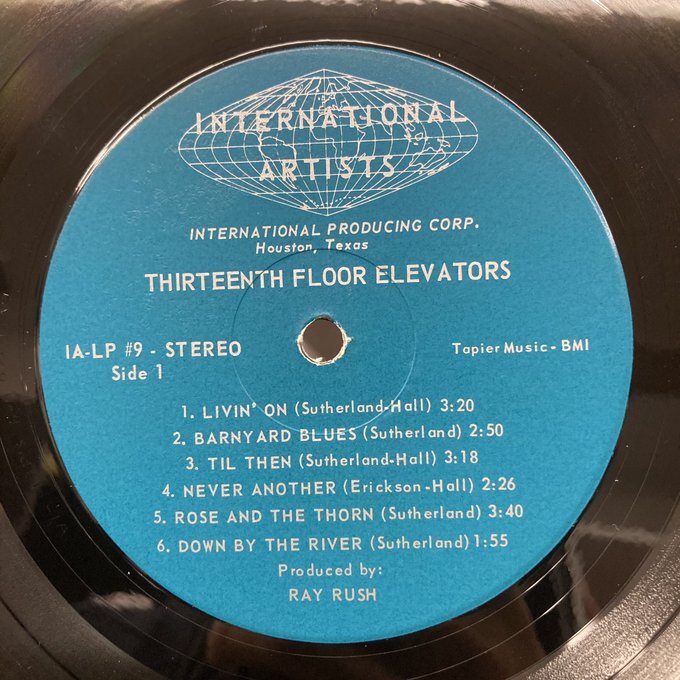 INTERNATIONAL
ARTISTS
INTERNATIONAL PRODUCING CORP.
Houston, Texas
THIRTEENTH FLOOR ELEVATORS
IA-LP #9 - STEREO
Side 1
Tapier Music - BMI
1. LIVIN' ON (Sutherland-Hall) 3:20
2. BARNYARD BLUES (Sutherland) 2:50
3. TIL THEN (Sutherland-Hall) 3:18
4. NEVER ANOTHER (Erickson-Hall) 2:26
5. ROSE AND THE THORN (Sutherland) 3:40
6. DOWN BY THE RIVER (Sutherland) 1:55
Produced by:
RAY RUSH